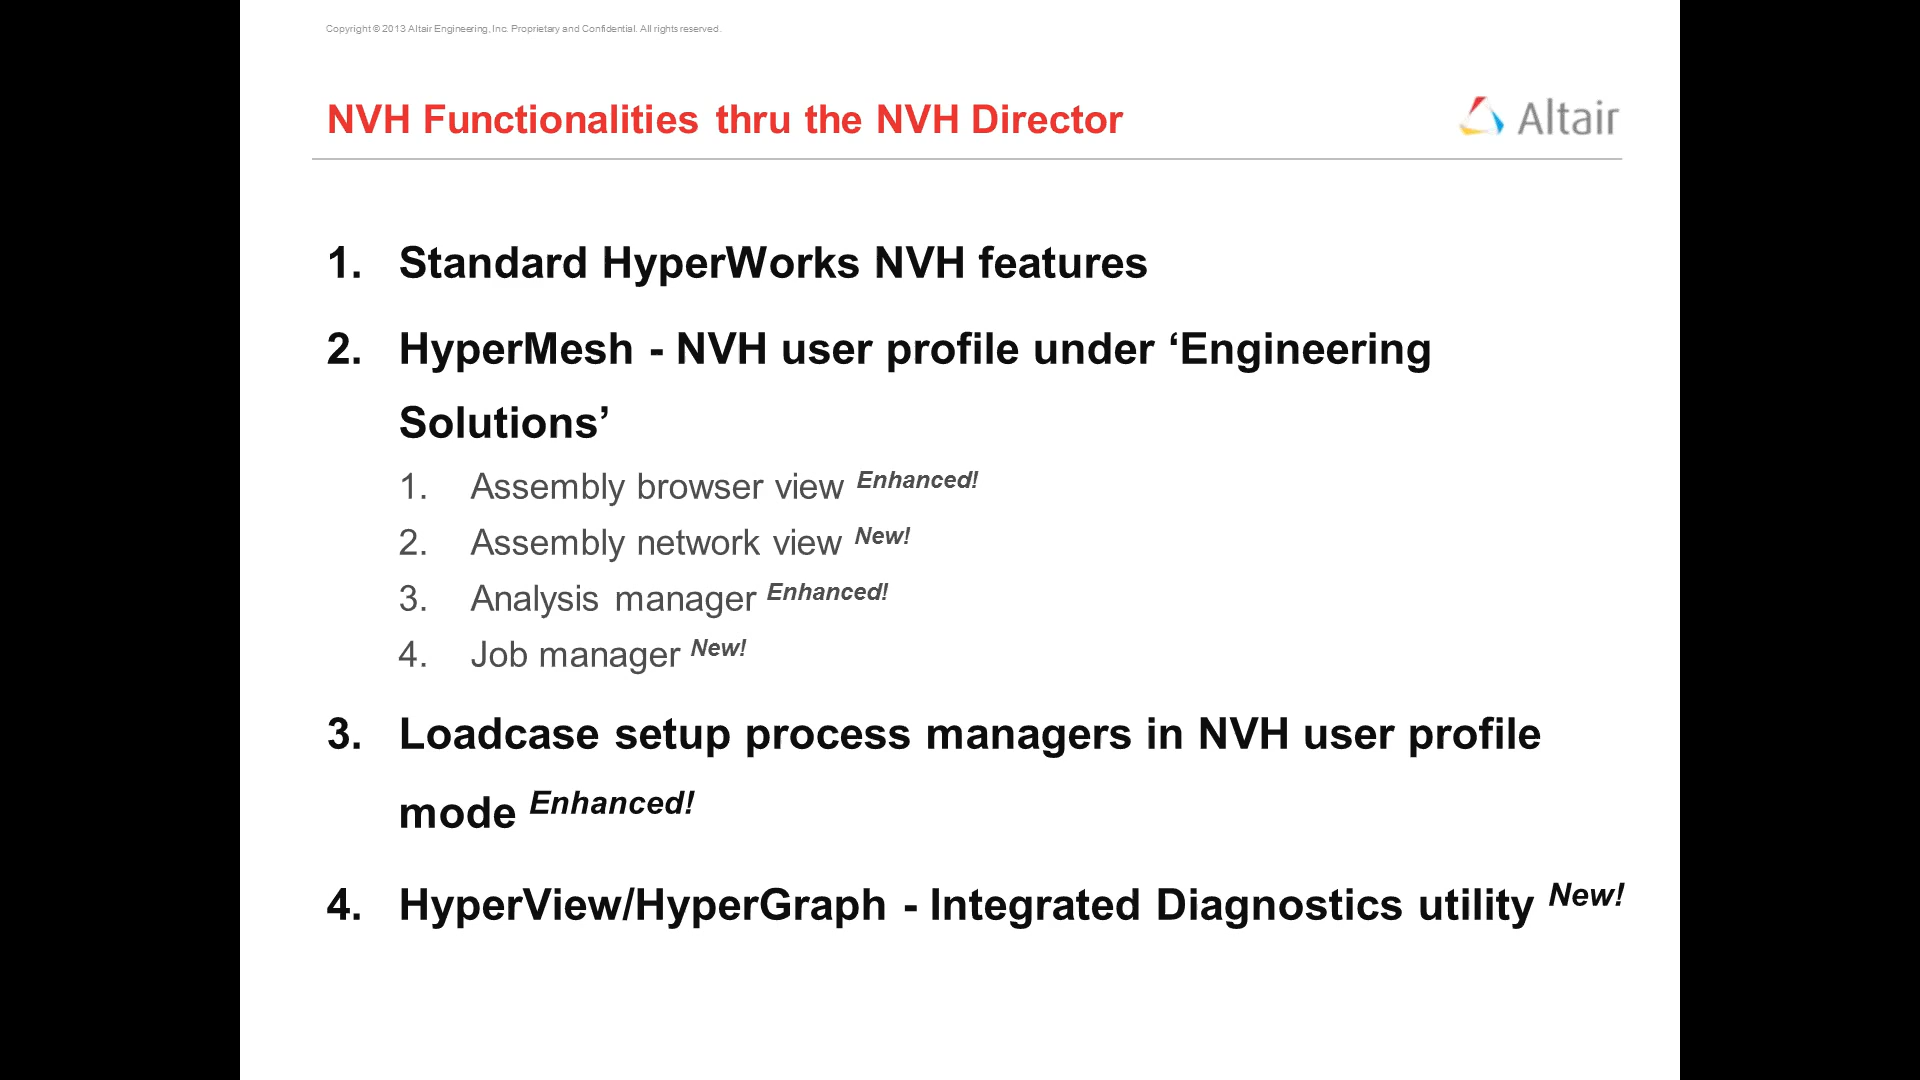 Copyright © 2013 Altair Engineering, Inc. Proprietary and Confidential. All rights reserved.
NVH Functionalities thru the NVH Director
Altair
1. Standard HyperWorks NVH features
2. HyperMesh - NVH user profile under ‘Engineering
Solutions’
1. Assembly browser view Enhanced!
2. Assembly network view New!
3. Analysis manager Enhanced!
4. Job manager New!
3. Loadcase setup process managers in NVH user profile
mode Enhanced!
4. HyperView/HyperGraph - Integrated Diagnostics utility New!